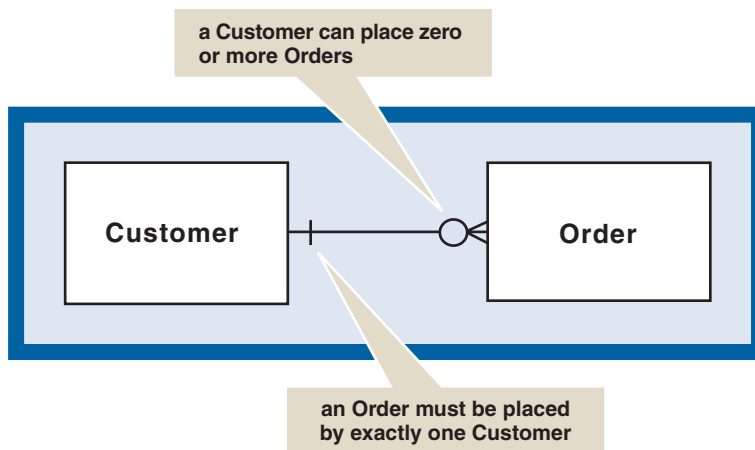 a Customer can place zero
or more Orders
Customer
Order
an Order must be placed
by exactly one Customer